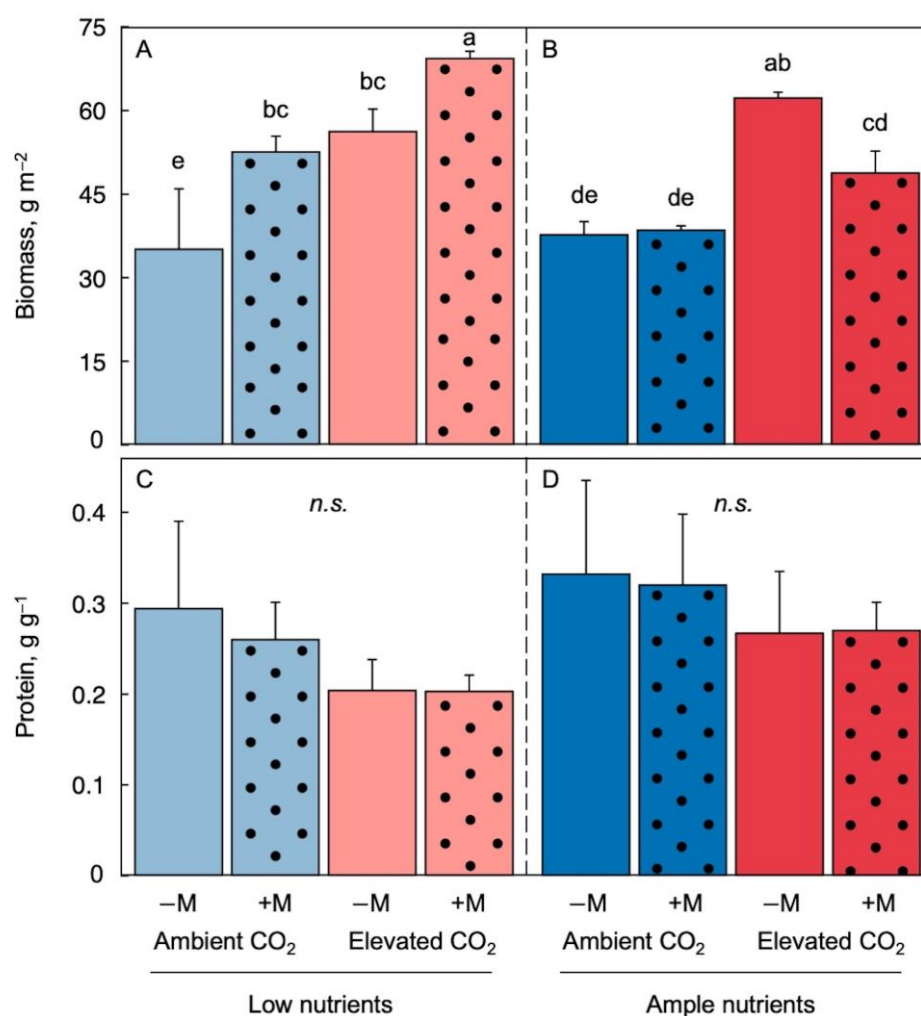 75
60
45
30
15
0
Biomass, g m⁻²
A
e
bc
bc
a
B
de
de
ab
cd
0.4
0.3
0.2
0.1
0
Protein, g g⁻¹
C
n.s.
D
n.s.
−M +M −M +M −M +M −M +M
Ambient CO₂ Elevated CO₂ Ambient CO₂ Elevated CO₂
Low nutrients Ample nutrients